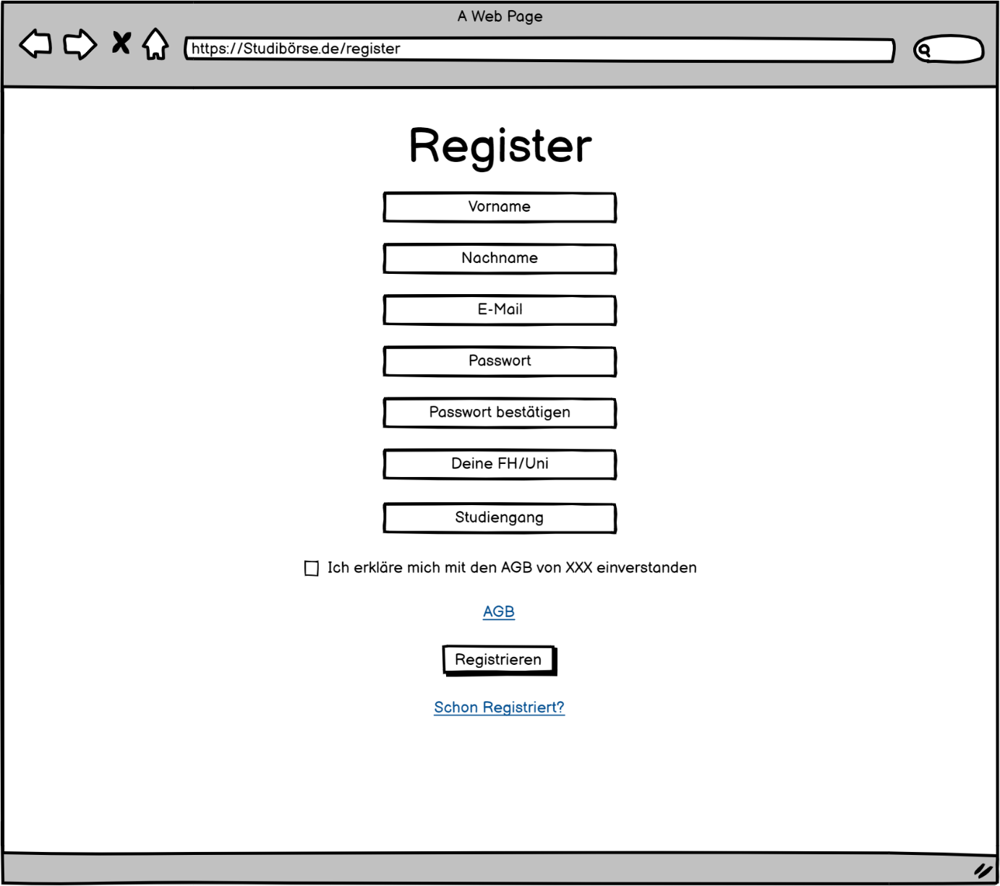 A Web Page
https://Studibörse.de/register
Register
Vorname
Nachname
E-Mail
Passwort
Passwort bestätigen
Deine FH/Uni
Studiengang
Ich erkläre mich mit den AGB von XXX einverstanden
AGB
Registrieren
Schon Registriert?